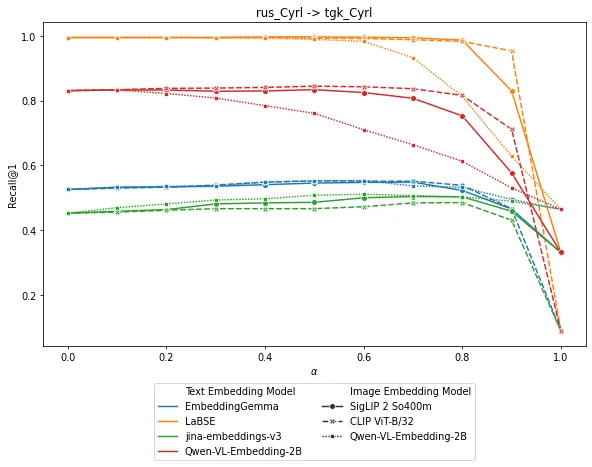 rus_Cyrl -> tgk_Cyrl
Recall@1
1.0
0.8
0.6
0.4
0.2
0.0 0.2 0.4 0.6 0.8 1.0
α
Text Embedding Model Image Embedding Model
EmbeddingGemma SigLIP 2 So400m
LaBSE CLIP ViT-B/32
jina-embeddings-v3 Qwen-VL-Embedding-2B
Qwen-VL-Embedding-2B